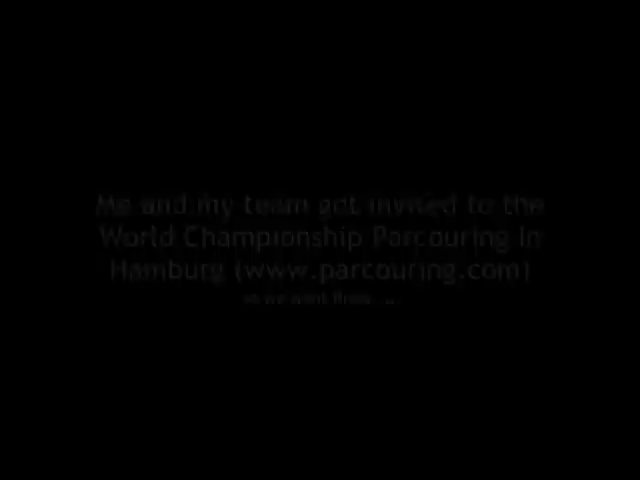 Me and my team got invited to the
World Championship Parcouring In
Hamburg (www.parcouring.com)
so we went there...